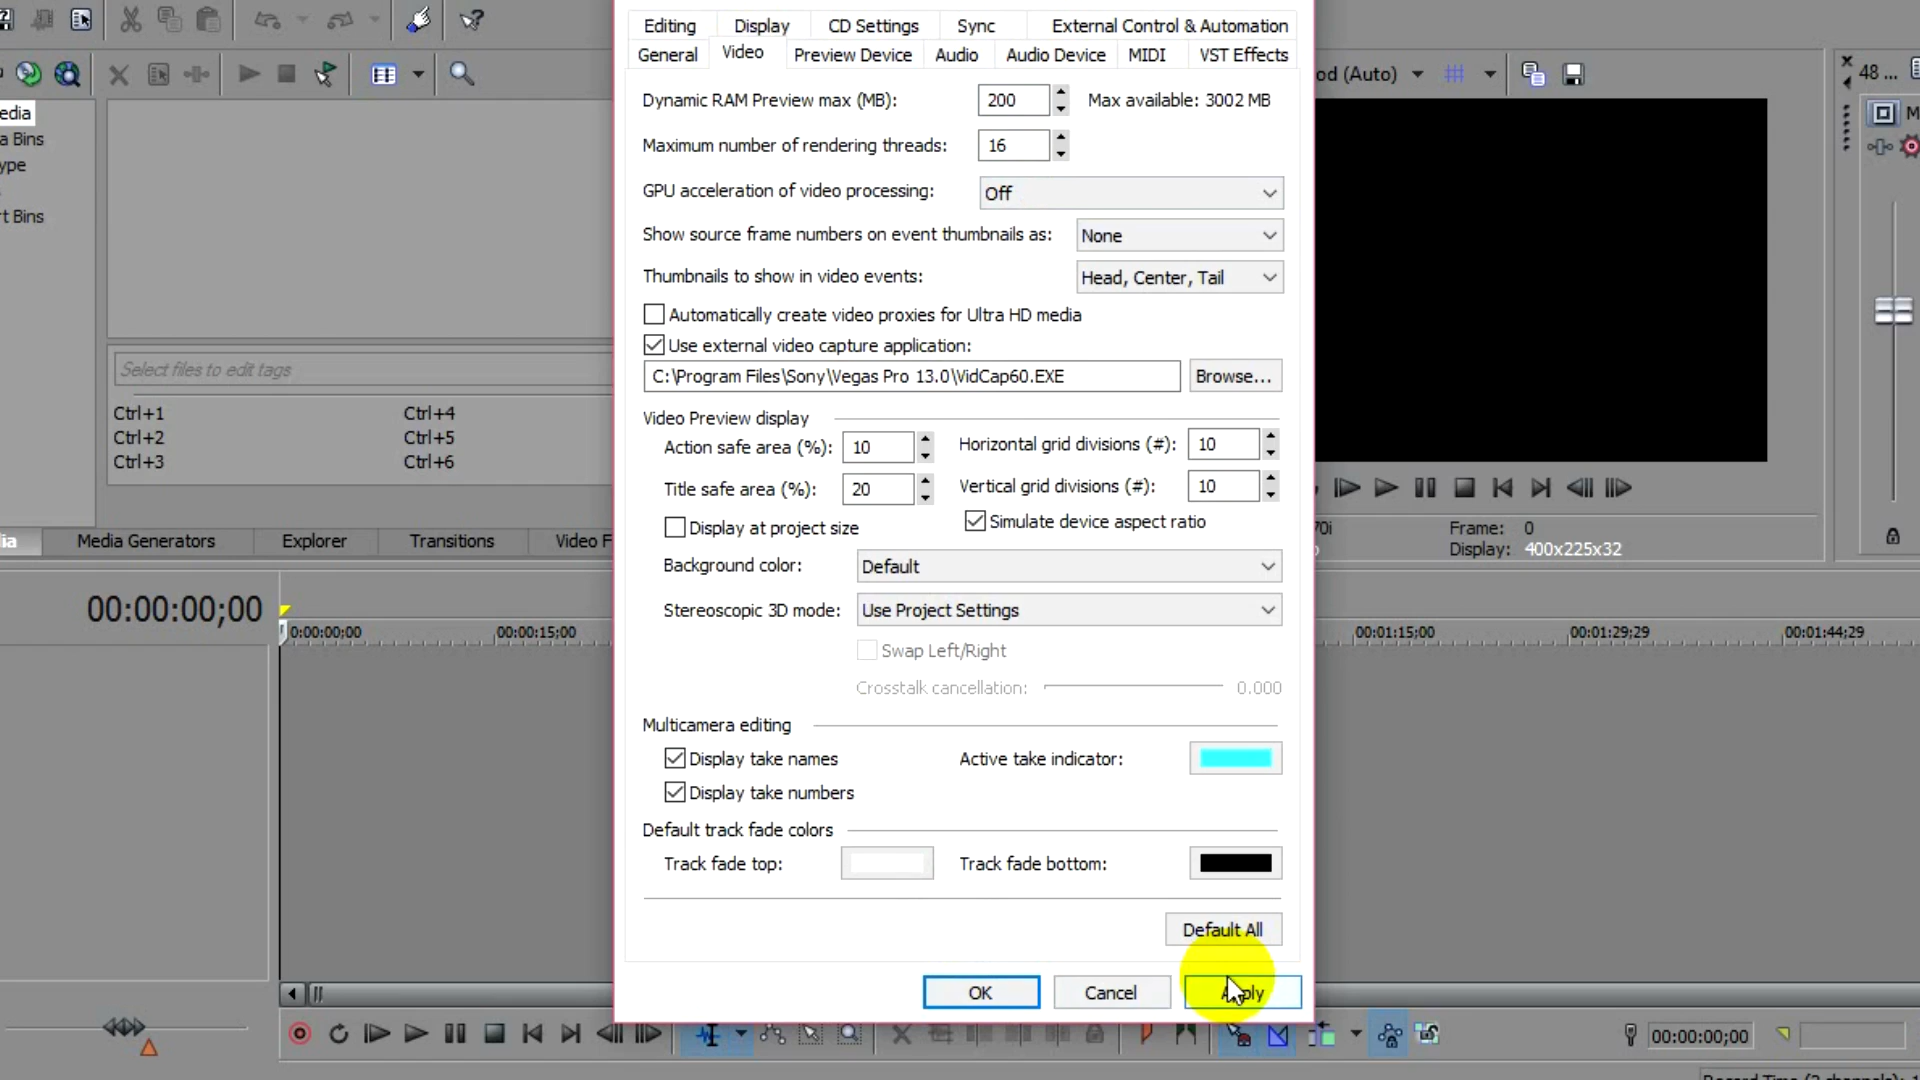 Editing Display CD Settings Sync External Control & Automation
General Video Preview Device Audio Audio Device MIDI VST Effects
Dynamic RAM Preview max (MB): 200 Max available: 3002 MB
Maximum number of rendering threads: 16
GPU acceleration of video processing: Off
Show source frame numbers on event thumbnails as: None
Thumbnails to show in video events: Head, Center, Tail
Automatically create video proxies for Ultra HD media
Use external video capture application:
C:\Program Files\Sony\Vegas Pro 13.0\VidCap60.EXE Browse...
Video Preview display
Action safe area (%): 10 Horizontal grid divisions (#): 10
Title safe area (%): 20 Vertical grid divisions (#): 10
Display at project size Simulate device aspect ratio
Background color: Default
Stereoscopic 3D mode: Use Project Settings
Swap Left/Right
Crosstalk cancellation: 0.000
Multicamera editing
Display take names Active take indicator:
Display take numbers
Default track fade colors
Track fade top: Track fade bottom:
Default All
OK Cancel Apply
edia
a Bins
ype
t Bins
Select files to edit tags
Ctrl+1 Ctrl+4
Ctrl+2 Ctrl+5
Ctrl+3 Ctrl+6
ia Media Generators Explorer Transitions Video F
od (Auto)
48 ...
M
70i Frame: 0
Display: 400x225x32
00:00:00;00
0:00:00;00 00:00:15;00 00:01:15;00 00:01:29;29 00:01:44;29
00:00:00;00